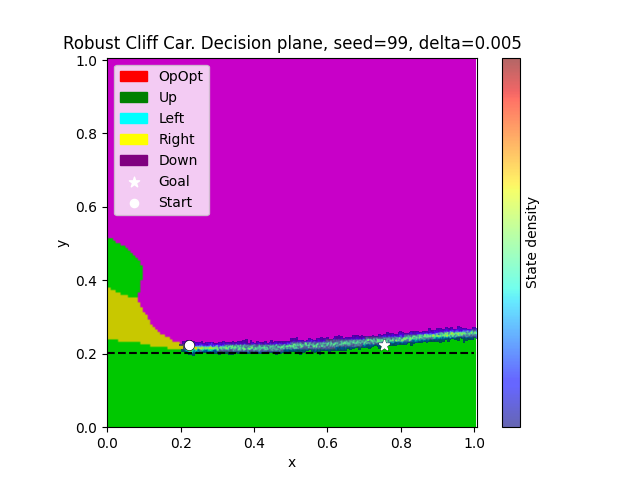 Robust Cliff Car. Decision plane, seed=99, delta=0.005
1.0
0.8
0.6
0.4
0.2
0.0
y
OpOpt
Up
Left
Right
Down
Goal
Start
State density
0.0 0.2 0.4 0.6 0.8 1.0
x